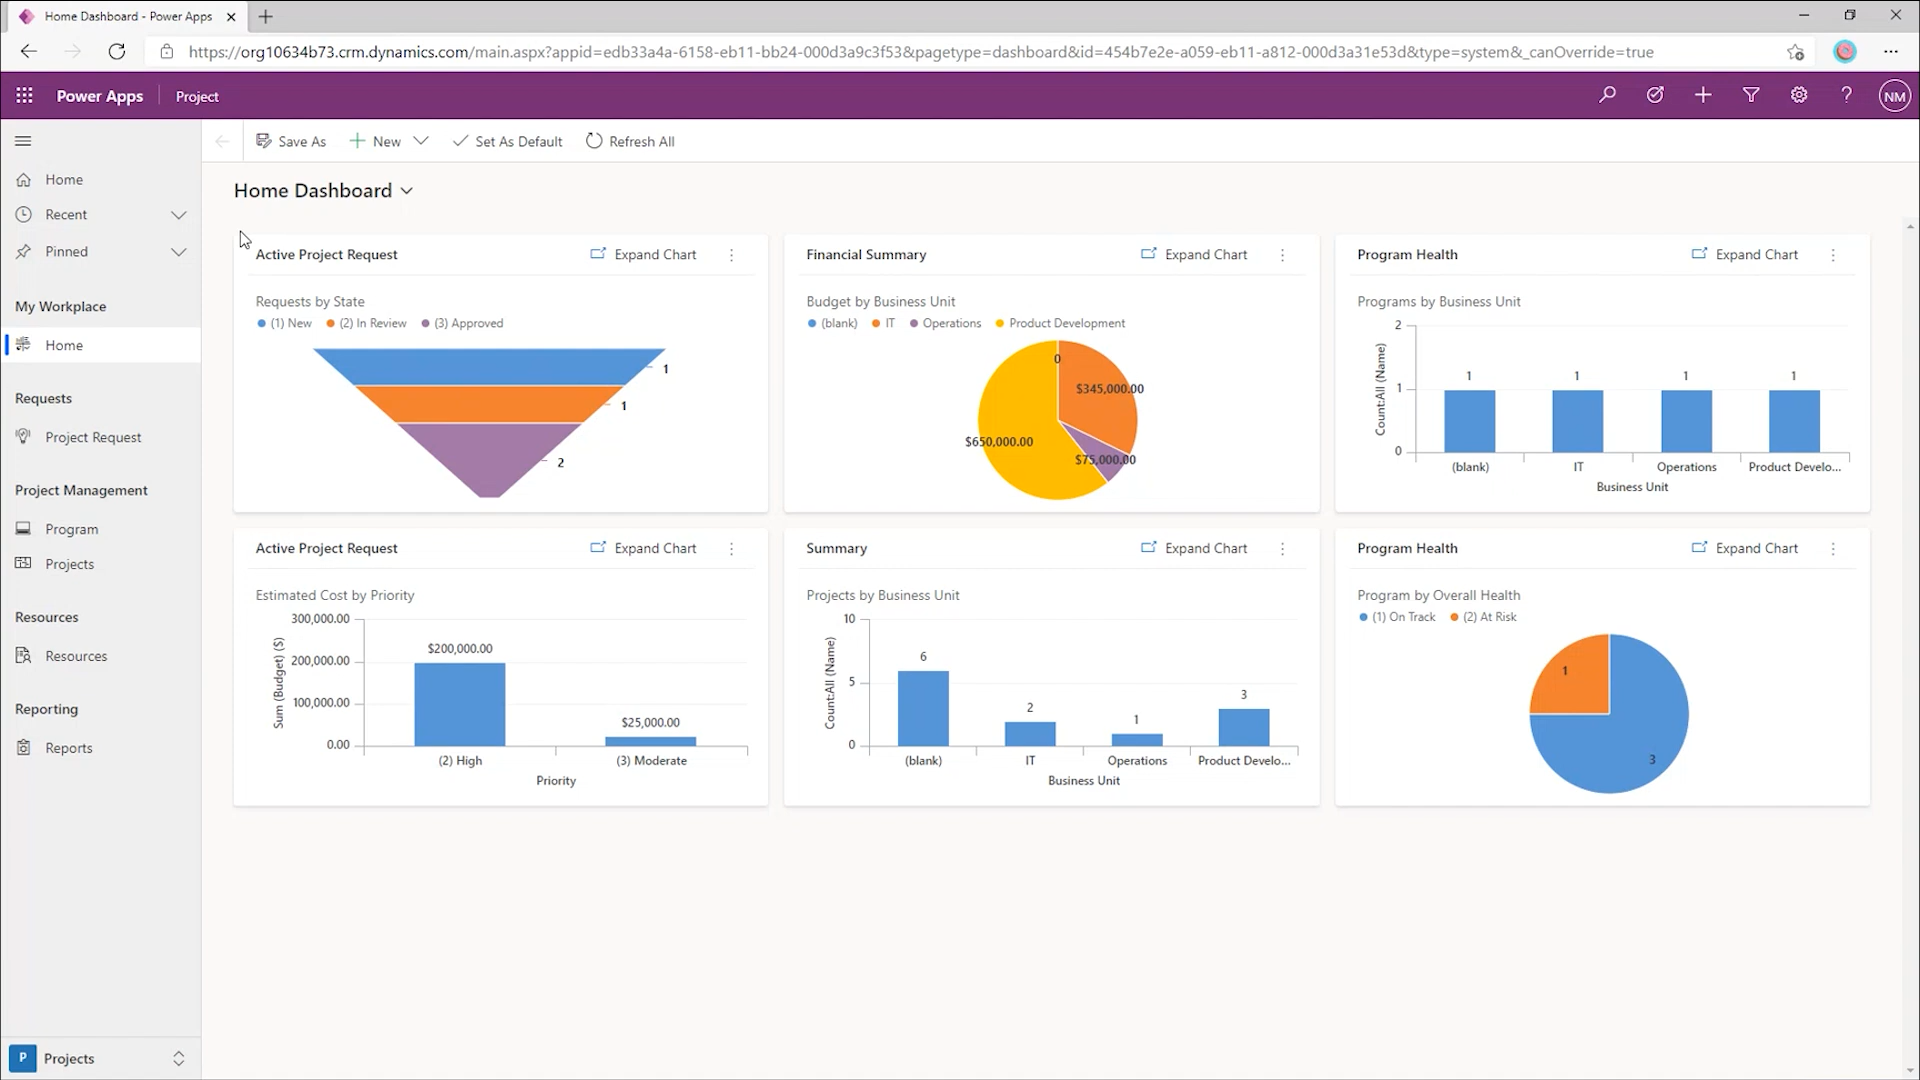 Home Dashboard - Power Apps
https://org10634b73.crm.dynamics.com/main.aspx?appid=edb33a4a-6158-eb11-bb24-000d3a9c3f53&pagetype=dashboard&id=454b7e2e-a059-eb11-a812-000d3a31e53d&type=system&_canOverride=true
Power Apps Project
NM
Save As New Set As Default Refresh All
Home
Recent
Pinned
My Workplace
Home
Requests
Project Request
Project Management
Program
Projects
Resources
Resources
Reporting
Reports
P Projects
Home Dashboard
Active Project Request Expand Chart
Requests by State
(1) New (2) In Review (3) Approved
1
1
2
Financial Summary Expand Chart
Budget by Business Unit
(blank) IT Operations Product Development
0
$345,000.00
$650,000.00
$75,000.00
Program Health Expand Chart
Programs by Business Unit
Count:All (Name)
2
1
0
1 1 1 1
(blank) IT Operations Product Develo...
Business Unit
Active Project Request Expand Chart
Estimated Cost by Priority
Sum (Budget) ($)
300,000.00
200,000.00
100,000.00
0.00
$200,000.00
$25,000.00
(2) High (3) Moderate
Priority
Summary Expand Chart
Projects by Business Unit
Count:All (Name)
10
5
0
6
2
1
3
(blank) IT Operations Product Develo...
Business Unit
Program Health Expand Chart
Program by Overall Health
(1) On Track (2) At Risk
1
3